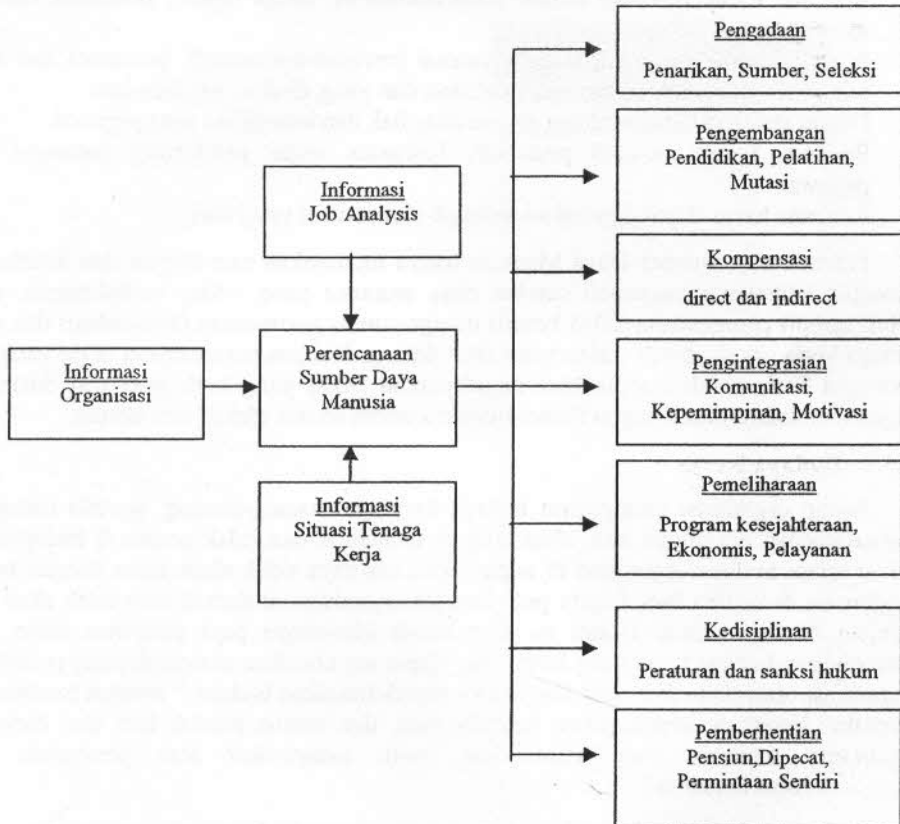 Pengadaan
Penarikan, Sumber, Seleksi
Pengembangan
Pendidikan, Pelatihan,
Mutasi
Informasi
Job Analysis
Kompensasi
direct dan indirect
Informasi
Organisasi
Perencanaan
Sumber Daya
Manusia
Pengintegrasian
Komunikasi,
Kepemimpinan, Motivasi
Informasi
Situasi Tenaga
Kerja
Pemeliharaan
Program kesejahteraan,
Ekonomis, Pelayanan
Kedisiplinan
Peraturan dan sanksi hukum
Pemberhentian
Pensiun,Dipecat,
Permintaan Sendiri